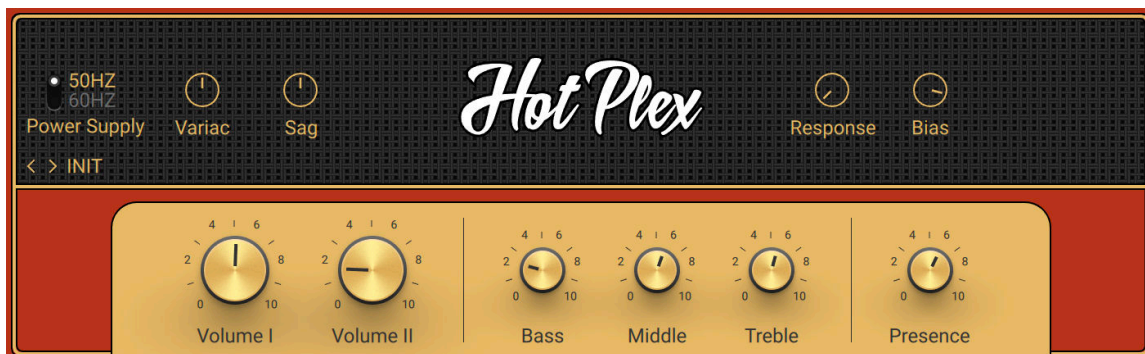 50HZ
60HZ
Power Supply
Variac
Sag
Hot Plex
Response
Bias
< > INIT
0 2 4 6 8 10
Volume I
0 2 4 6 8 10
Volume II
0 2 4 6 8 10
Bass
0 2 4 6 8 10
Middle
0 2 4 6 8 10
Treble
0 2 4 6 8 10
Presence